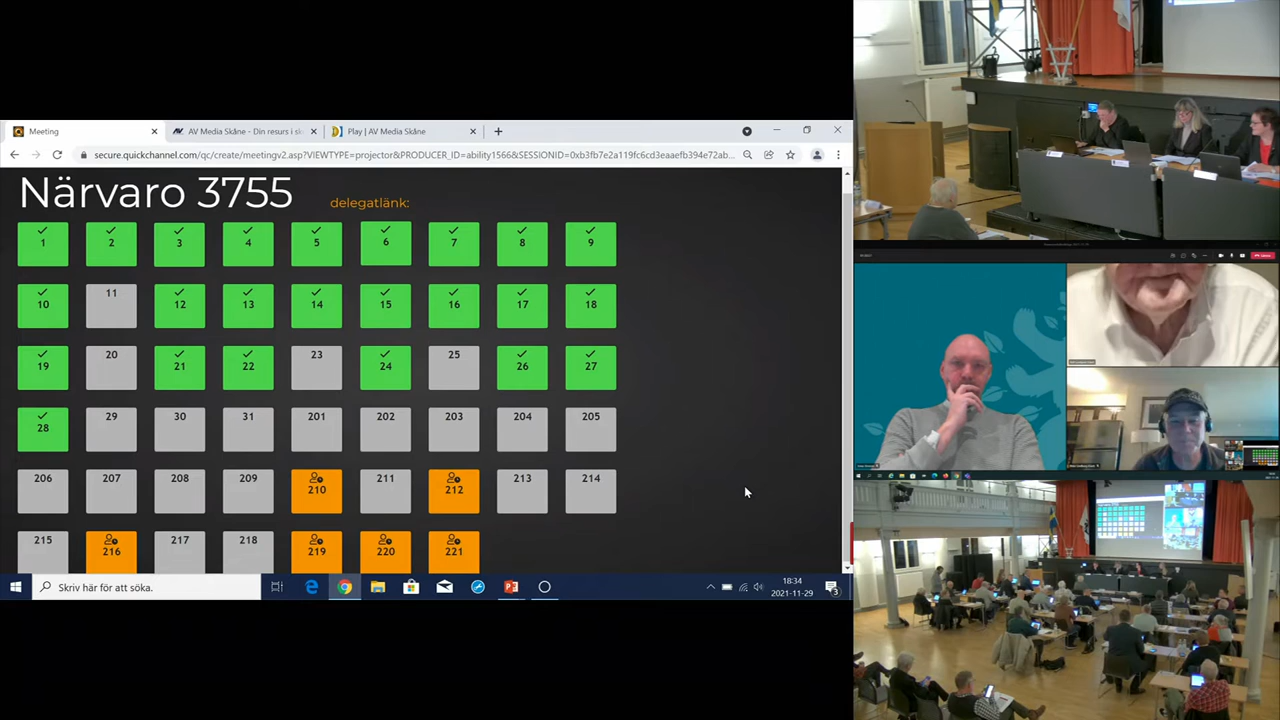 Meeting
AV Media Skåne - Din resurs i sk
Play | AV Media Skåne
secure.quickchannel.com/qc/create/meetingv2.asp?VIEWTYPE=projector&PRODUCER_ID=ability1566&SESSIONID=0xb3fb7e2a119fc6cd3eaaefb394e72ab...
Närvaro 3755
delegatlänk:
1 2 3 4 5 6 7 8 9
10 11 12 13 14 15 16 17 18
19 20 21 22 23 24 25 26 27
28 29 30 31 201 202 203 204 205
206 207 208 209 210 211 212 213 214
215 216 217 218 219 220 221
Skriv här för att söka.
18:34
2021-11-29
3